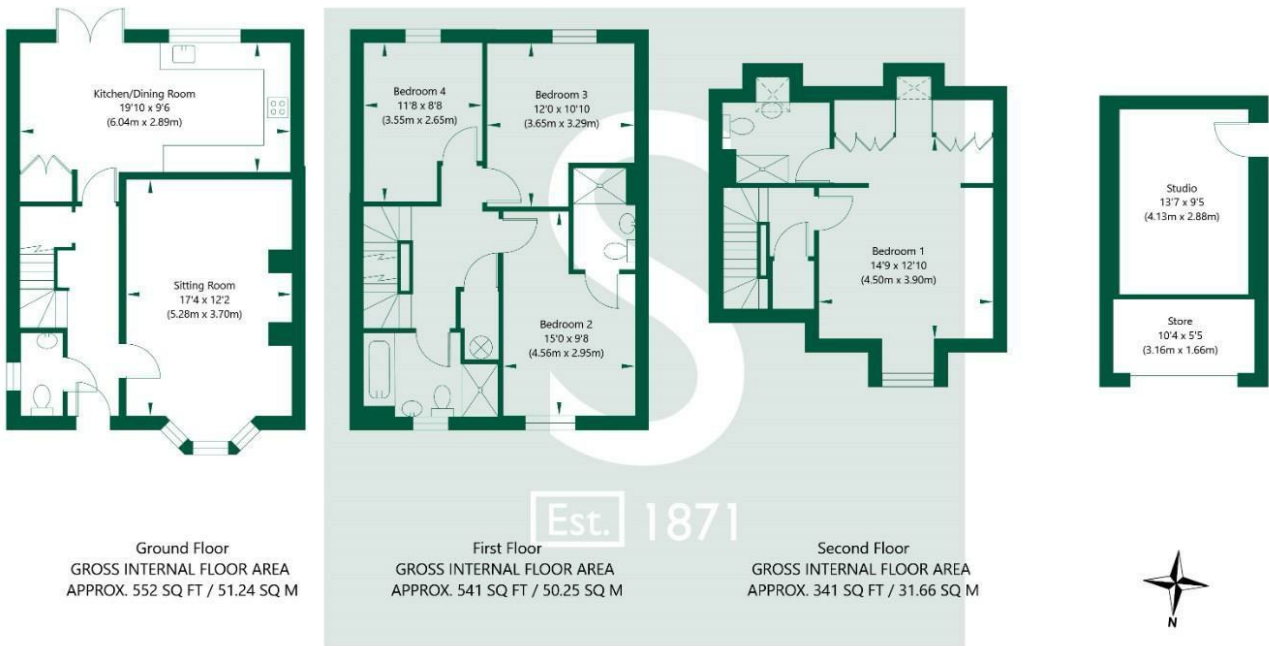 Kitchen/Dining Room
19'10 x 9'6
(6.04m x 2.89m)
Sitting Room
17'4 x 12'2
(5.28m x 3.70m)
Ground Floor
GROSS INTERNAL FLOOR AREA
APPROX. 552 SQ FT / 51.24 SQ M
Bedroom 4
11'8 x 8'8
(3.55m x 2.65m)
Bedroom 3
12'0 x 10'10
(3.65m x 3.29m)
Bedroom 2
15'0 x 9'8
(4.56m x 2.95m)
First Floor
GROSS INTERNAL FLOOR AREA
APPROX. 541 SQ FT / 50.25 SQ M
Bedroom 1
14'9 x 12'10
(4.50m x 3.90m)
Second Floor
GROSS INTERNAL FLOOR AREA
APPROX. 341 SQ FT / 31.66 SQ M
Studio
13'7 x 9'5
(4.13m x 2.88m)
Store
10'4 x 5'5
(3.16m x 1.66m)
S
Est. 1871
N